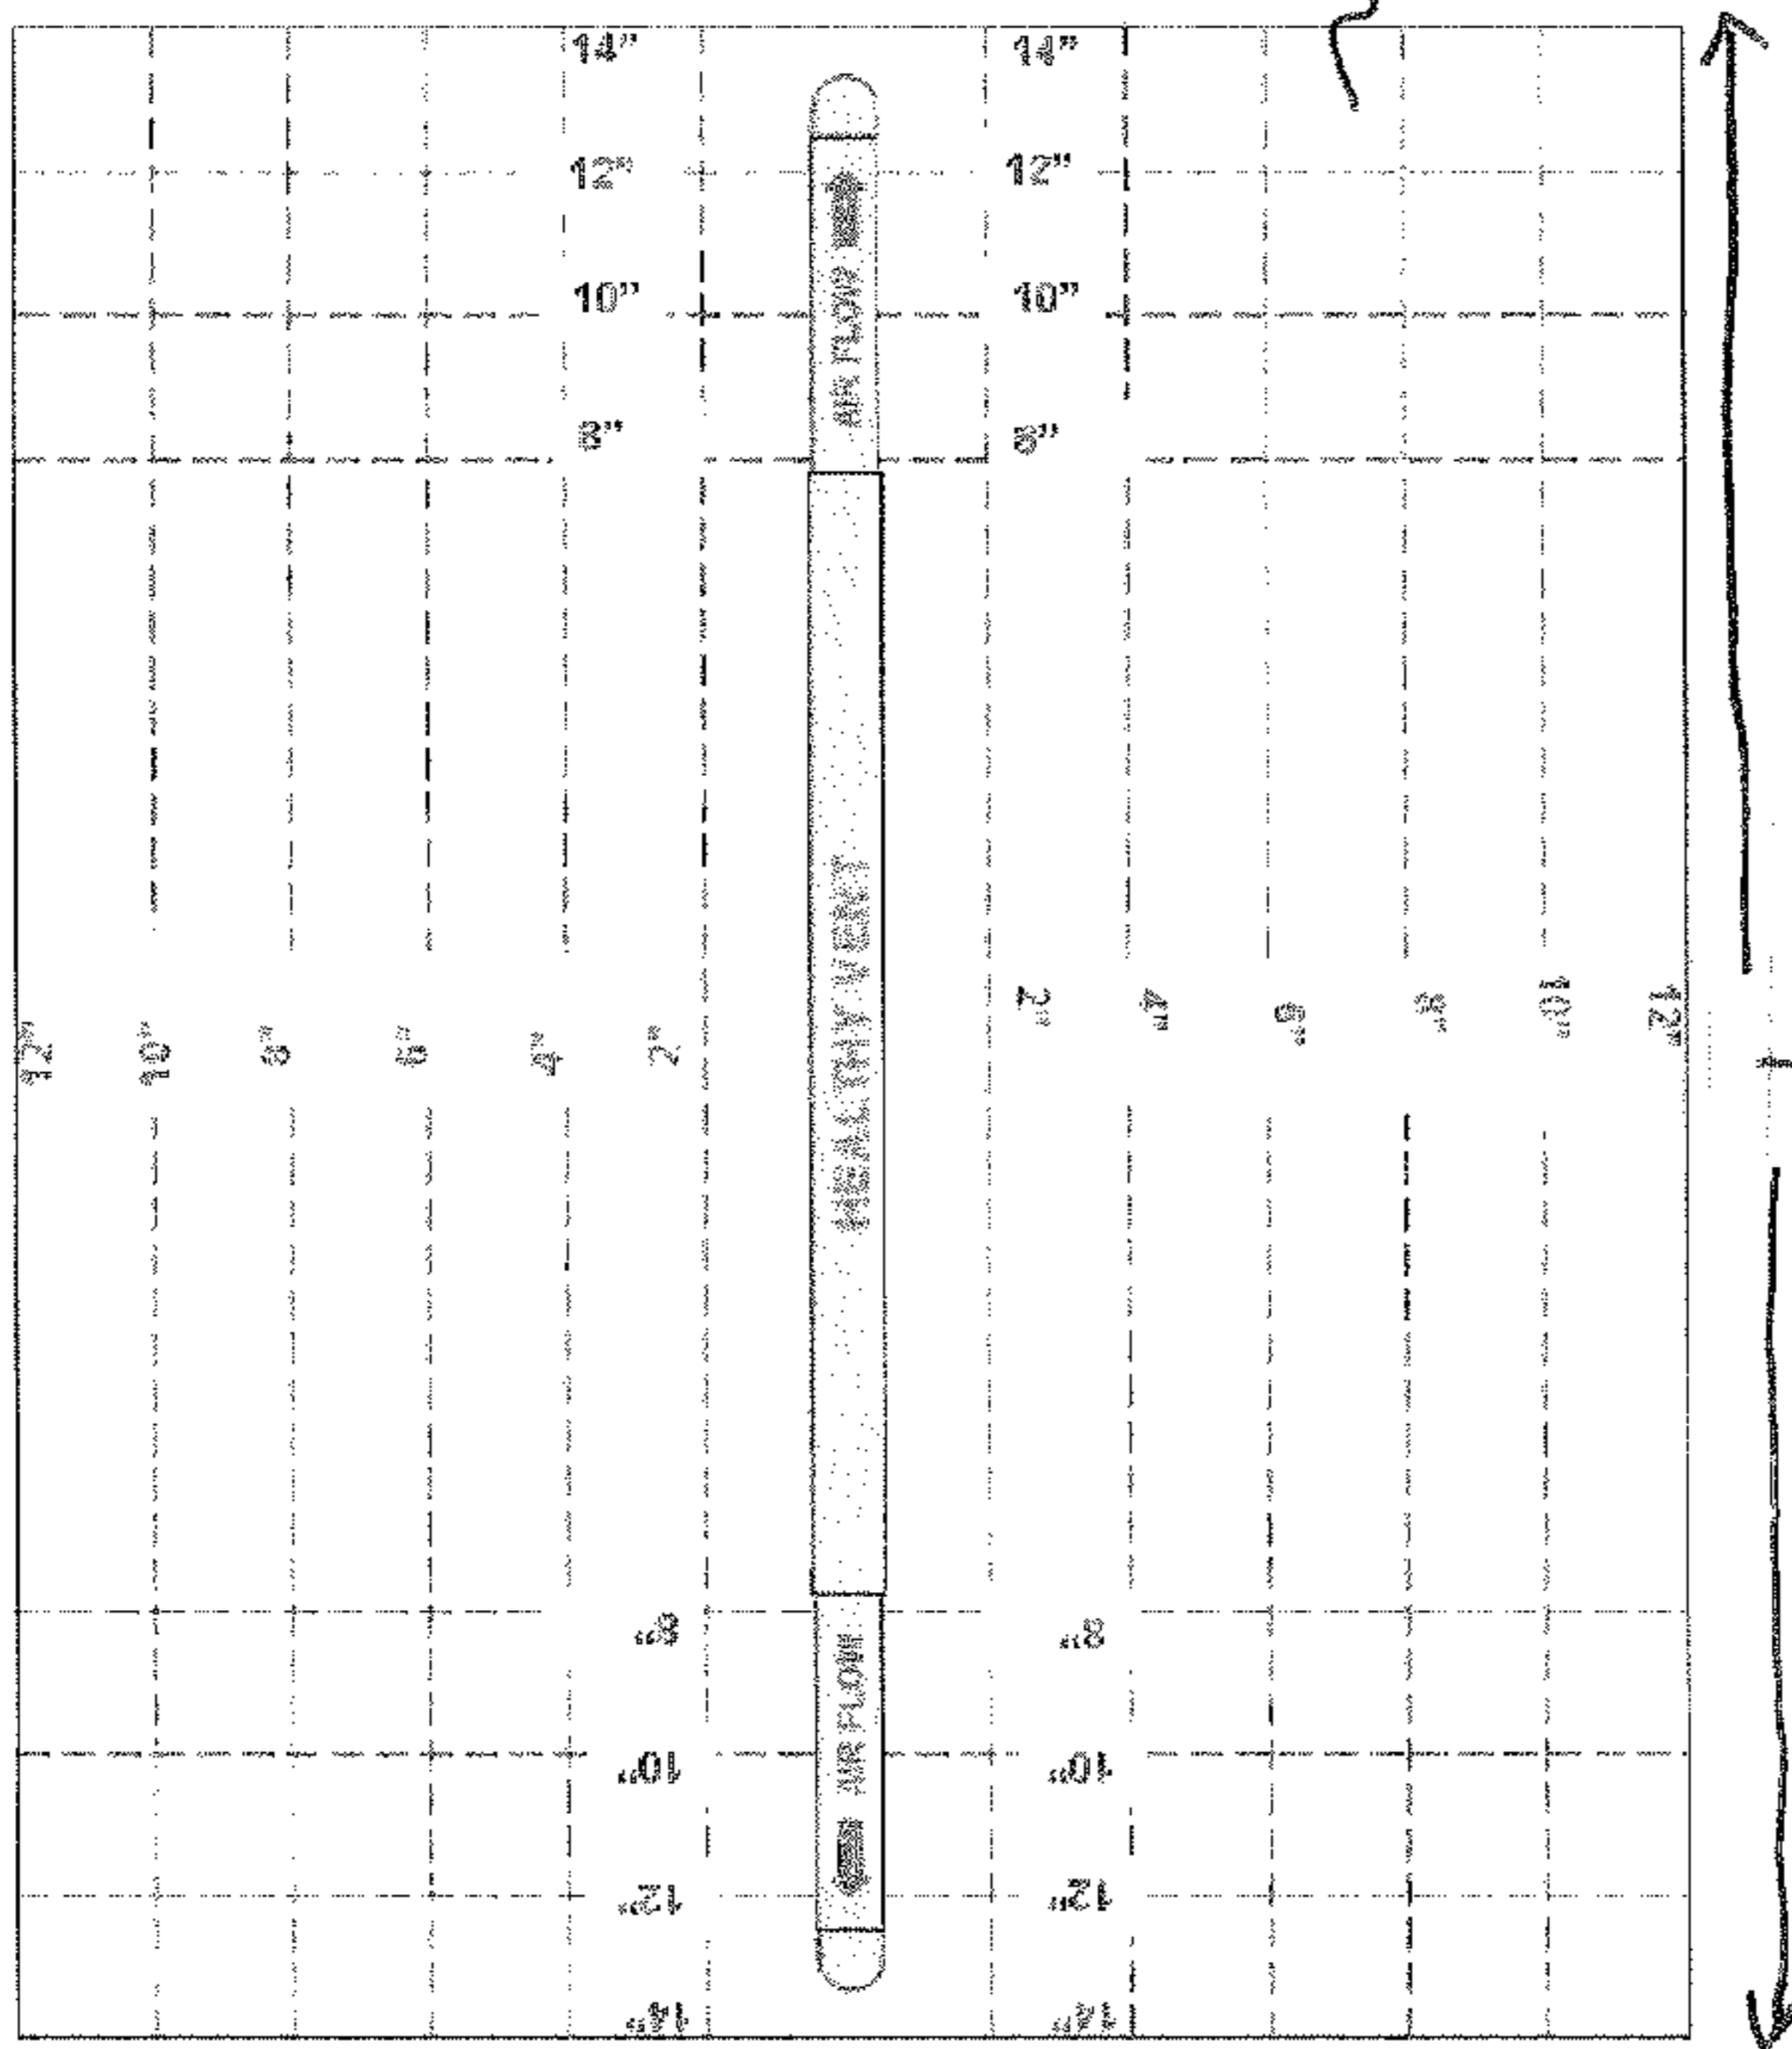 14” 14”
12” 12”
10” 10”
8” 8”
AIR FLOW
HEALTHY VENT
2” 4” 6” 8” 10” 12”
12” 10” 8” 6” 4” 2”
8” 8”
AIR FLOW
10” 10”
12” 12”
14” 14”